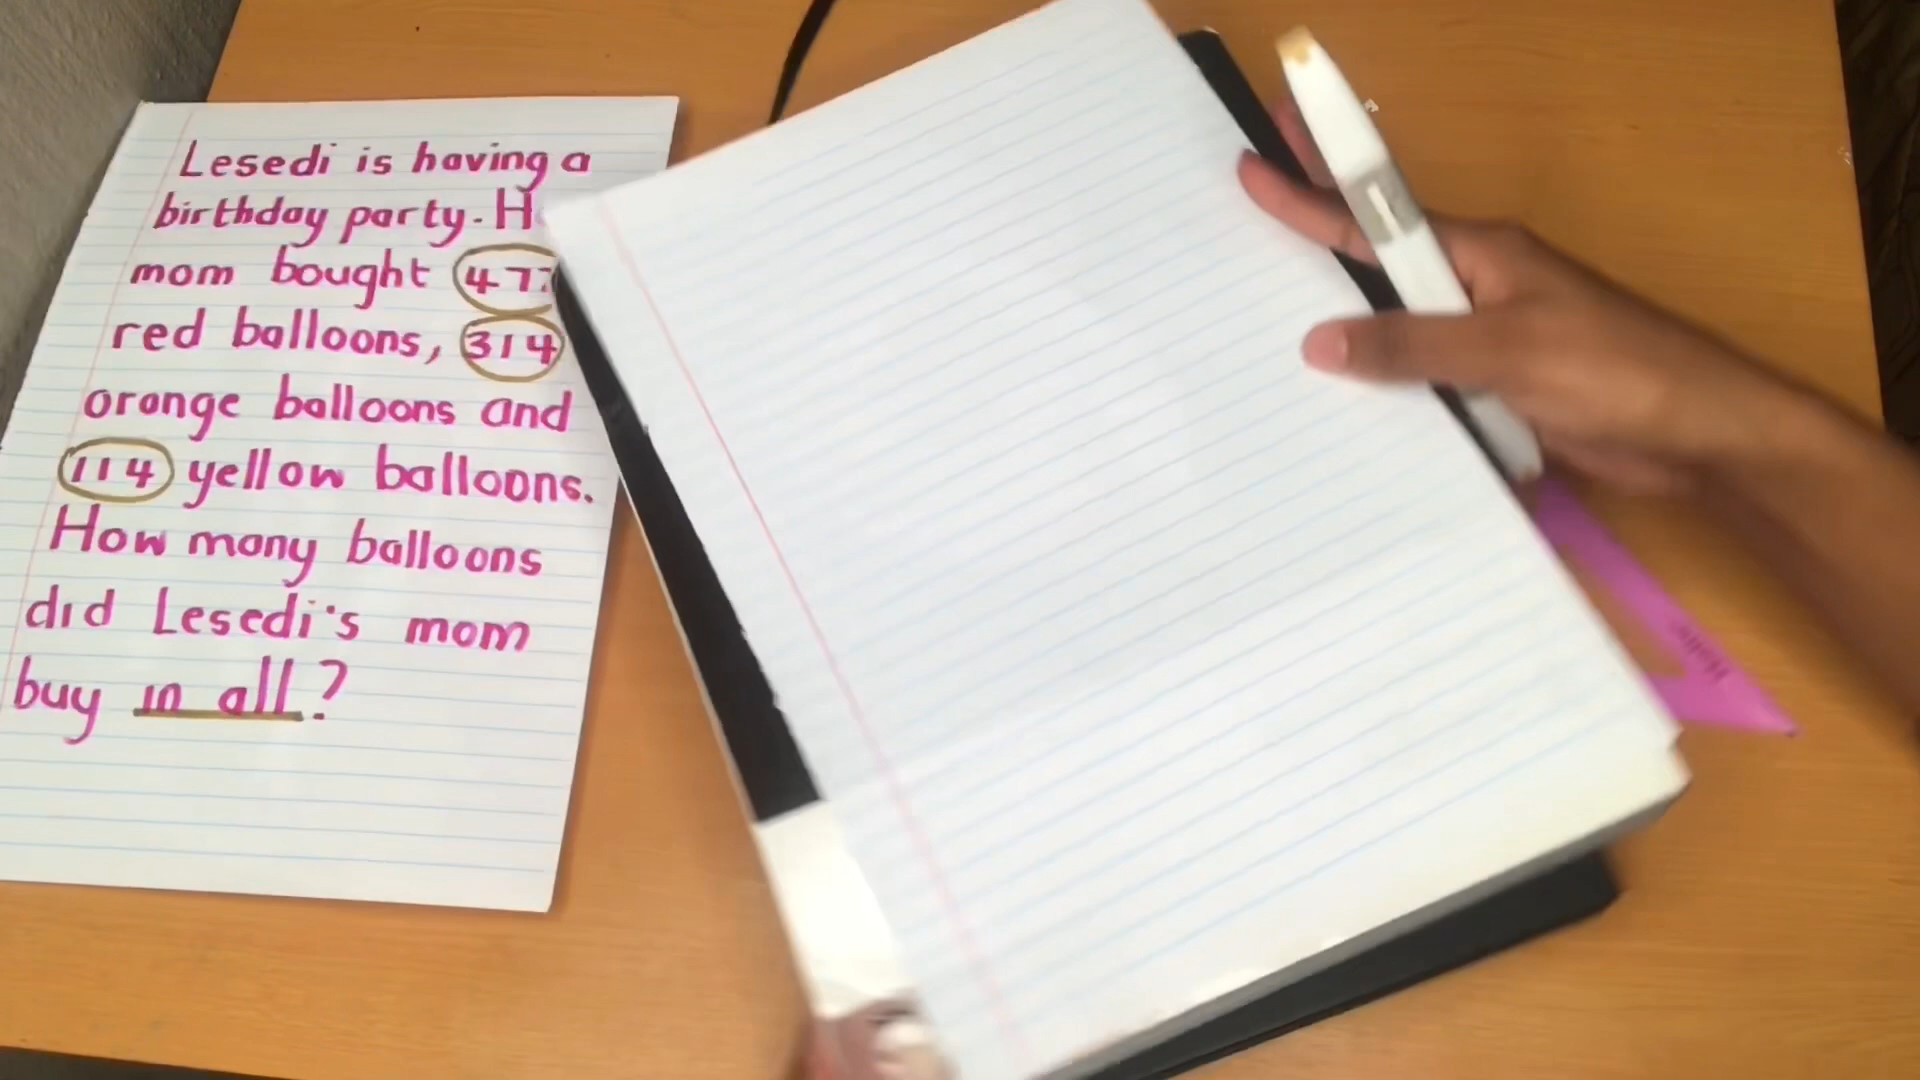 Lesedi is having a
birthday party.
mom bought
red balloons, 314
orange balloons and
114 yellow balloons.
How many balloons
did Lesedi's mom
buy in all?